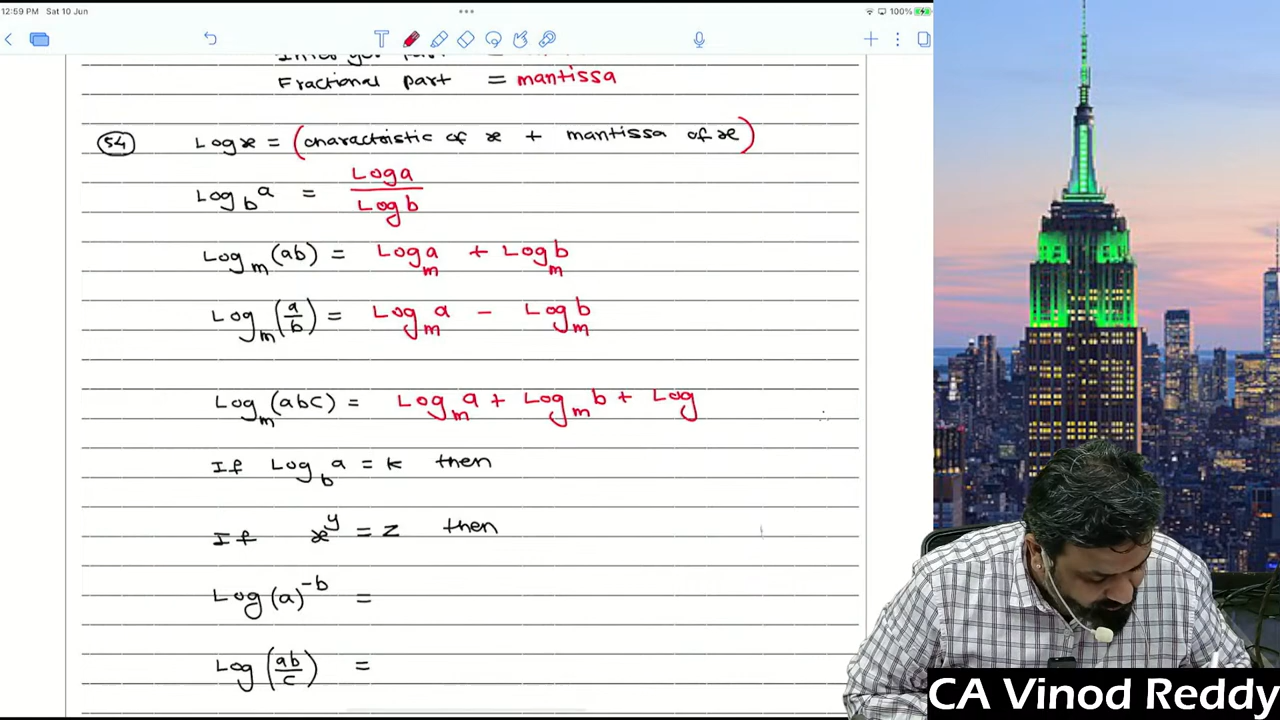 12:59 PM Sat 10 Jun
100%
Fractional part = mantissa
54 Log x = (charactoistic of x + mantissa of x)
Log_b a = Log a / Log b
Log_m (ab) = Log_m a + Log_m b
Log_m (a/b) = Log_m a - Log_m b
Log_m (abc) = Log_m a + Log_m b + Log
If Log_b a = k then
If x^y = z then
Log (a)^-b =
Log (ab/c) =
CA Vinod Reddy